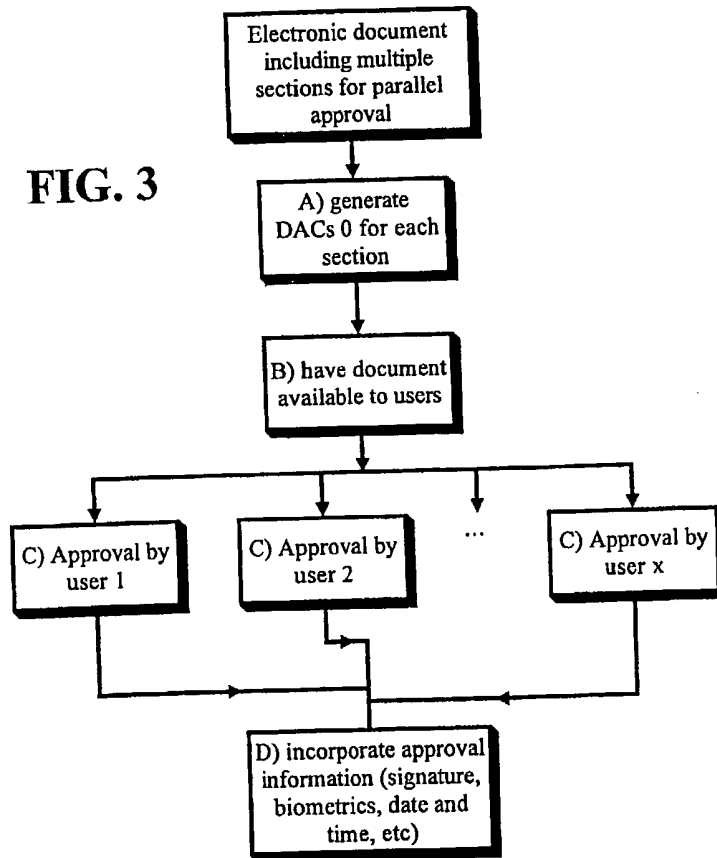 Electronic document
including multiple
sections for parallel
approval
FIG. 3
A) generate
DACs 0 for each
section
B) have document
available to users
...
C) Approval by
user 1
C) Approval by
user 2
C) Approval by
user x
D) incorporate approval
information (signature,
biometrics, date and
time, etc)